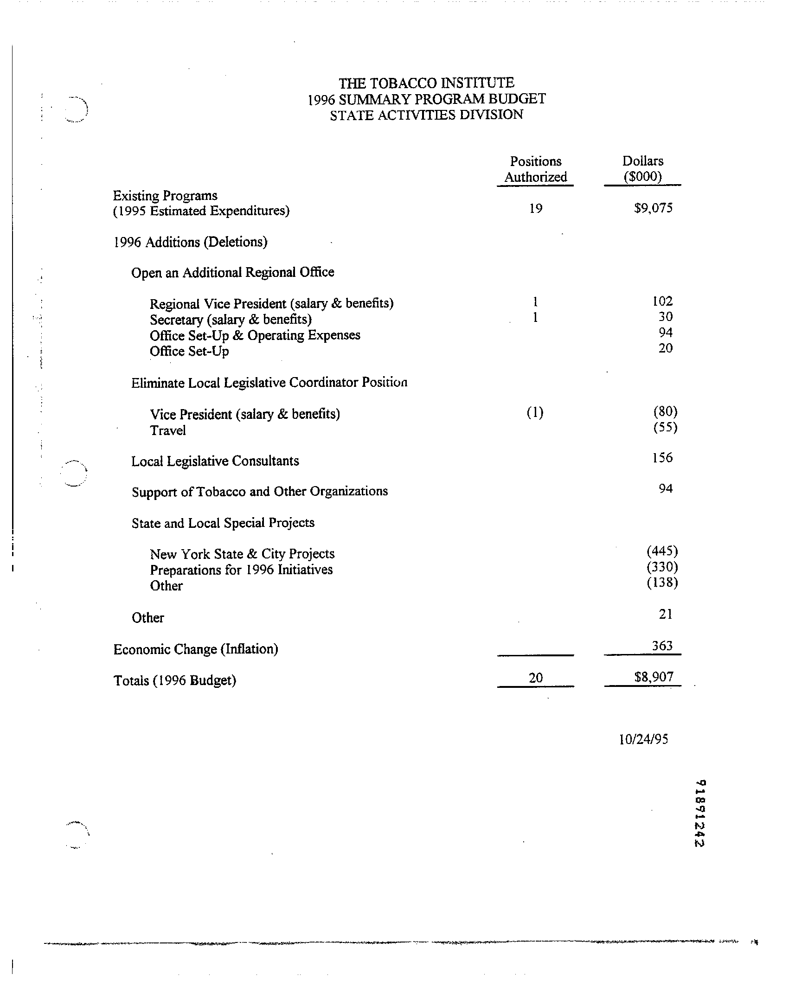 THE TOBACCO INSTITUTE
1996 SUMMARY PROGRAM BUDGET
STATE ACTIVITIES DIVISION
Positions Dollars
Authorized ($000)
Existing Programs
(1995 Estimated Expenditures) 19 $9,075
1996 Additions (Deletions)
Open an Additional Regional Office
Regional Vice President (salary & benefits) 1 102
Secretary (salary & benefits) 1 30
Office Set-Up & Operating Expenses 94
Office Set-Up 20
Eliminate Local Legislative Coordinator Position
Vice President (salary & benefits) (1) (80)
Travel (55)
Local Legislative Consultants 156
Support of Tobacco and Other Organizations 94
State and Local Special Projects
New York State & City Projects (445)
Preparations for 1996 Initiatives (330)
Other (138)
Other 21
Economic Change (Inflation) 363
Totals (1996 Budget) 20 $8,907
10/24/95
91891242